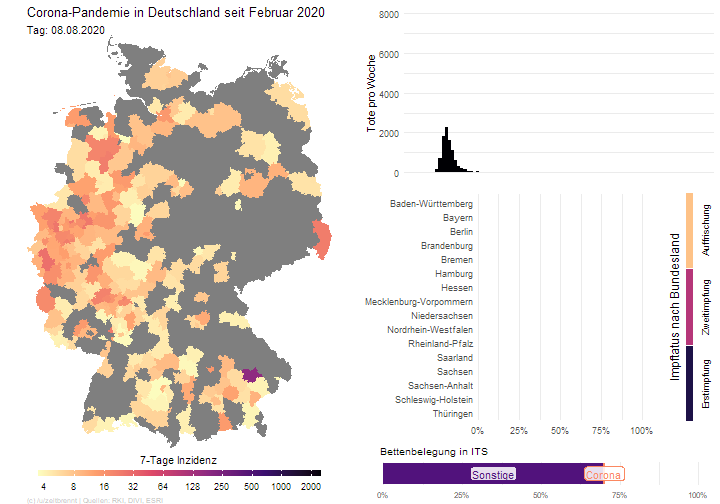 Corona-Pandemie in Deutschland seit Februar 2020
Tag: 08.08.2020
7-Tage Inzidenz
4 8 16 32 64 128 250 500 1000 2000
Tote pro Woche
8000
6000
4000
2000
0
Baden-Württemberg
Bayern
Berlin
Brandenburg
Bremen
Hamburg
Hessen
Mecklenburg-Vorpommern
Niedersachsen
Nordrhein-Westfalen
Rheinland-Pfalz
Saarland
Sachsen
Sachsen-Anhalt
Schleswig-Holstein
Thüringen
0% 25% 50% 75% 100%
Impfstatus nach Bundesland
Auffrischung
Zweitimpfung
Erstimpfung
Bettenbelegung in ITS
Sonstige Corona
0% 25% 50% 75% 100%
| Quellen: RKI, DIVI, ESRI